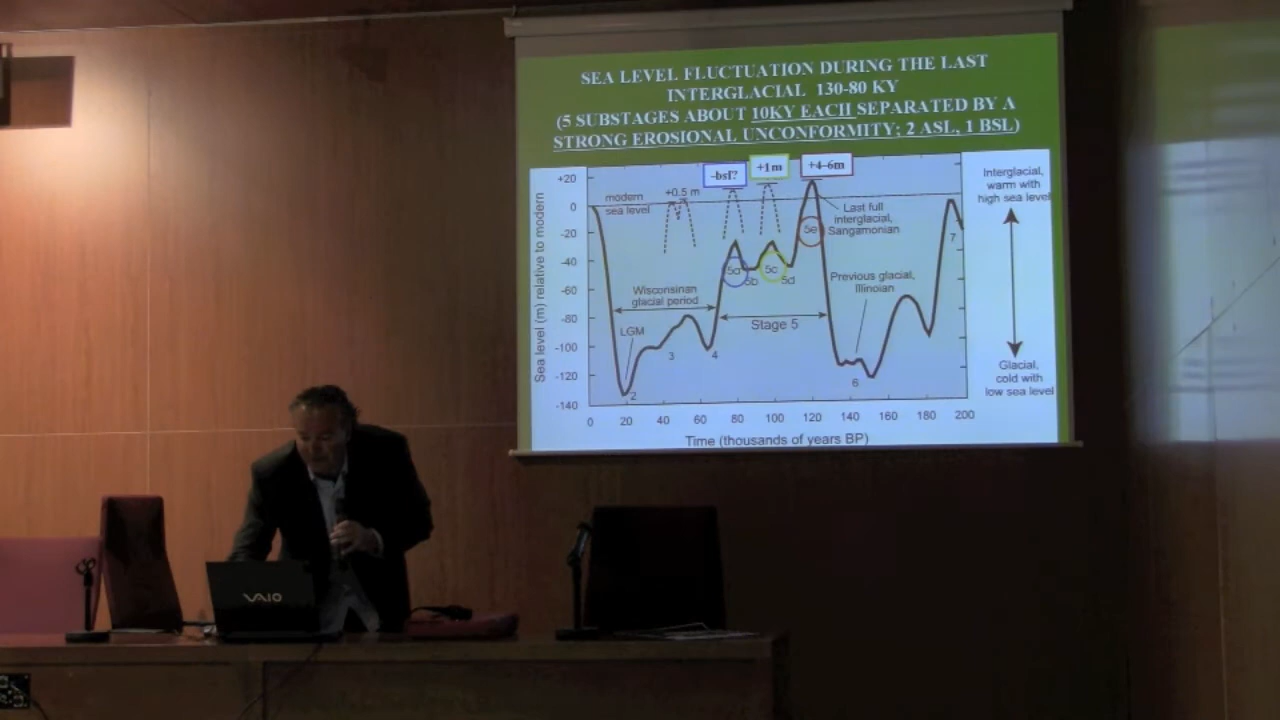 SEA LEVEL FLUCTUATION DURING THE LAST
INTERGLACIAL 130-80 KY
(5 SUBSTAGES ABOUT 10KY EACH SEPARATED BY A
STRONG EROSIONAL UNCONFORMITY; 2 ASL, 1 BSL)
-bsl?
+1m
+4-6m
Sea level (m) relative to modern
+20
0
-20
-40
-60
-80
-100
-120
-140
modern
sea level
+0.5 m
Last full
interglacial,
Sangamonian
5e
5a
5b
5c
5d
Previous glacial,
Illinoian
Wisconsinan
glacial period
Stage 5
LGM
2
3
4
6
7
0
20
40
60
80
100
120
140
160
180
200
Time (thousands of years BP)
Interglacial,
warm with
high sea level
Glacial,
cold with
low sea level
VAIO